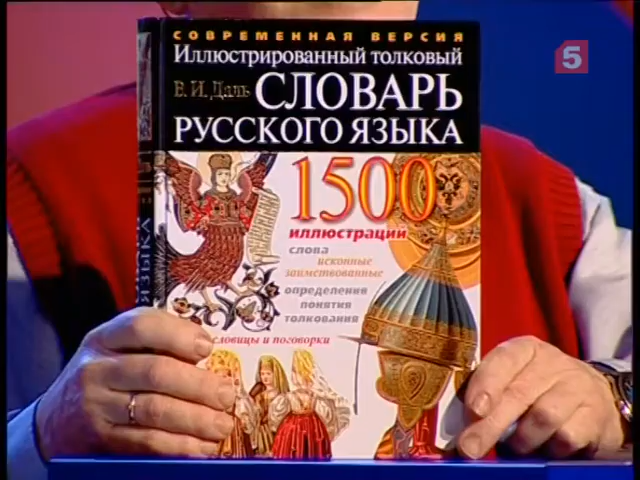 СОВРЕМЕННАЯ ВЕРСИЯ
Иллюстрированный толковый
В. И. Даль
СЛОВАРЬ
РУССКОГО ЯЗЫКА
1500
иллюстраций
слова
исконные
заимствованные
определения
понятия
толкования
пословицы и поговорки
ЯЗЫКА
5